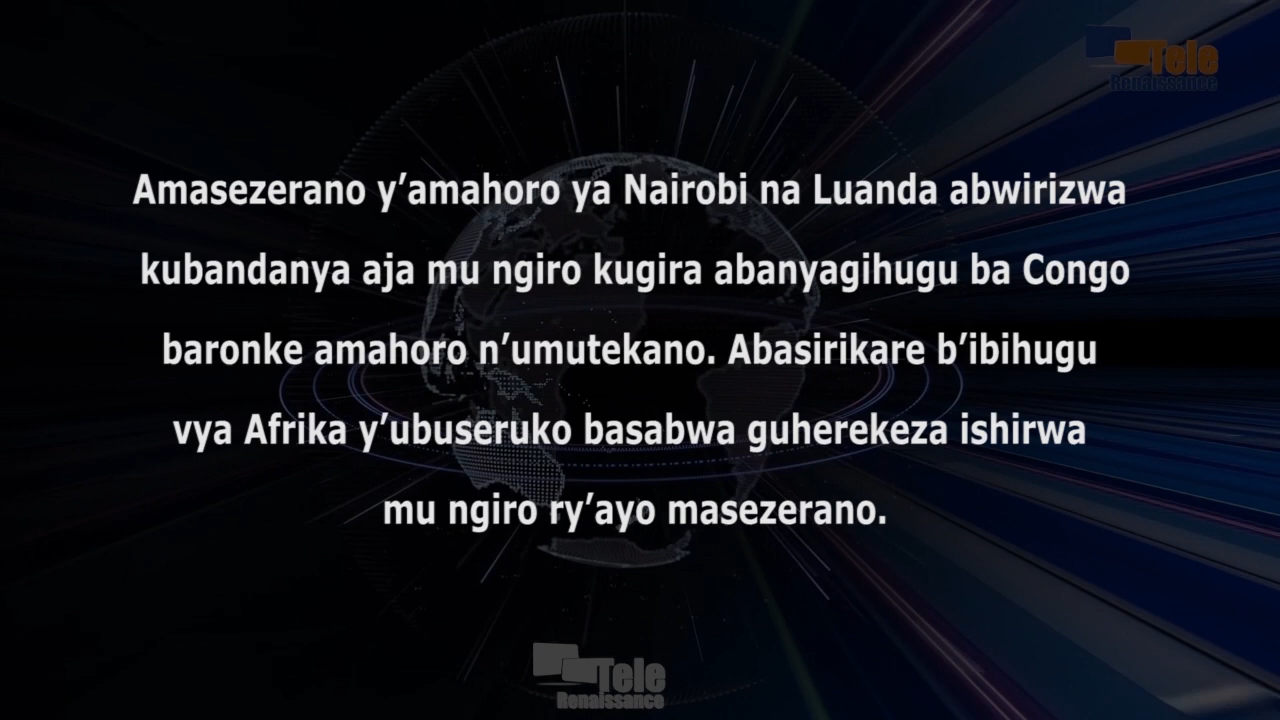 Tele
Renaissance
Amasezerano y’amahoro ya Nairobi na Luanda abwirizwa
kubandanya aja mu ngiro kugira abanyagihugu ba Congo
baronke amahoro n’umutekano. Abasirikare b’ibihugu
vya Afrika y’ubuseruko basabwa guherekeza ishirwa
mu ngiro ry’ayo masezerano.
Tele
Renaissance